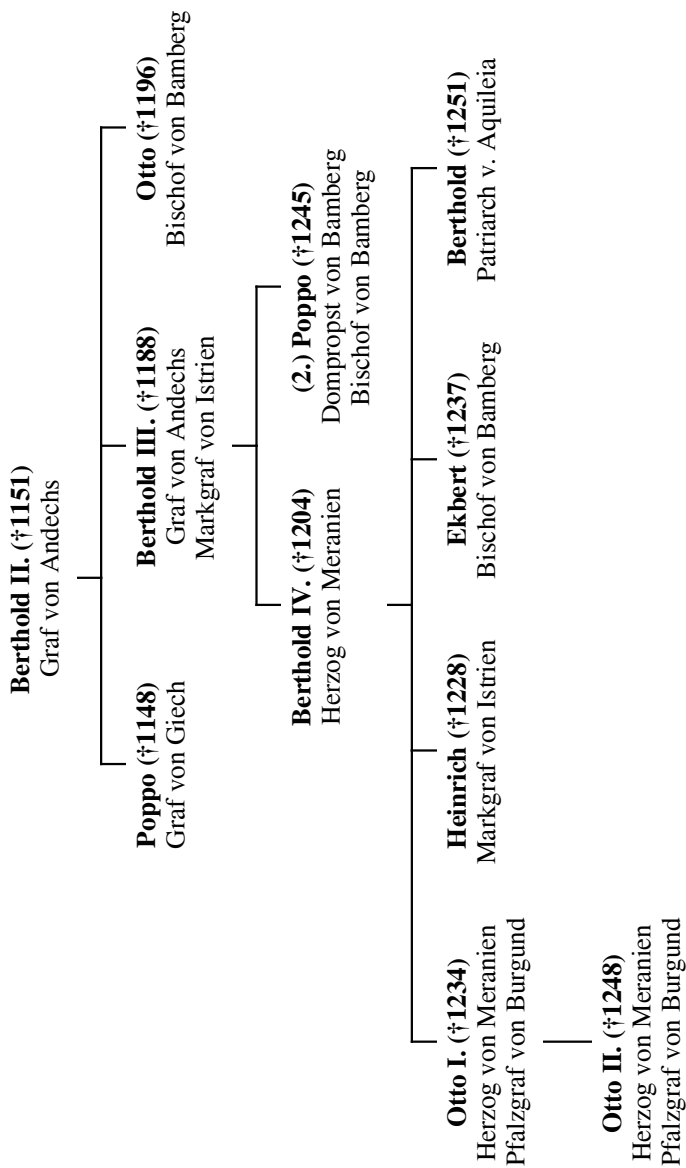 Berthold II. (†1151)
Graf von Andechs
Poppo (†1148)
Graf von Giech
Berthold III. (†1188)
Graf von Andechs
Markgraf von Istrien
Otto (†1196)
Bischof von Bamberg
Berthold IV. (†1204)
Herzog von Meranien
(2.) Poppo (†1245)
Dompropst von Bamberg
Bischof von Bamberg
Otto I. (†1234)
Herzog von Meranien
Pfalzgraf von Burgund
Heinrich (†1228)
Markgraf von Istrien
Ekbert (†1237)
Bischof von Bamberg
Berthold (†1251)
Patriarch v. Aquileia
Otto II. (†1248)
Herzog von Meranien
Pfalzgraf von Burgund